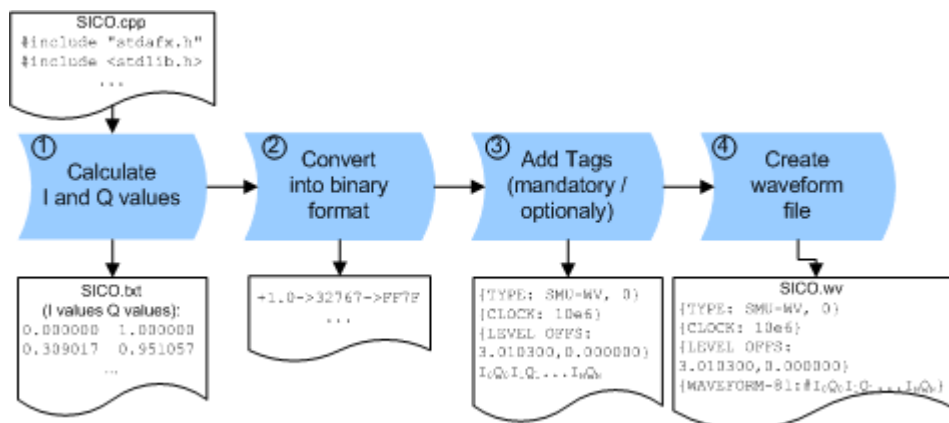 SICO.cpp
#include "stdafx.h"
#include <stdlib.h>
...
1
Calculate
I and Q values
2
Convert
into binary
format
3
Add Tags
(mandatory /
optionaly)
4
Create
waveform
file
SICO.txt
(I values Q values):
0.000000 1.000000
0.309017 0.951057
...
+1.0->32767->FF7F
...
{TYPE: SMU-WV, 0}
{CLOCK: 10e6}
{LEVEL OFFS:
3.010300,0.000000}
SICO.wv
{TYPE: SMU-WV, 0}
{CLOCK: 10e6}
{LEVEL OFFS:
3.010300,0.000000}